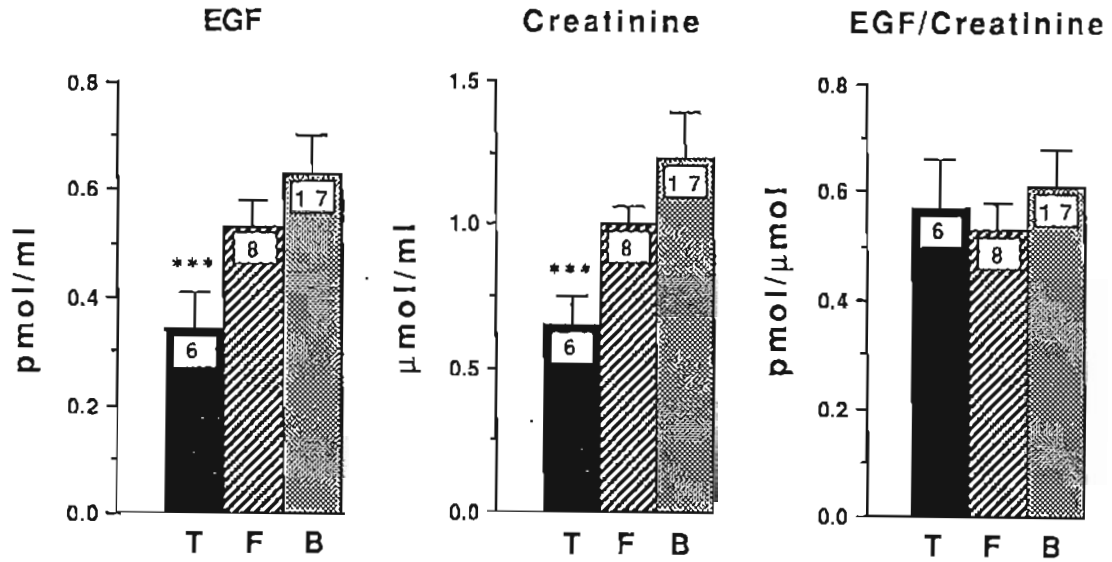 EGF
Creatinine
EGF/Creatinine
pmol/ml
0.8
0.6
0.4
0.2
0.0
***
6
8
17
T F B
μmol/ml
1.5
1.0
0.5
0.0
***
6
8
17
T F B
pmol/μmol
0.8
0.6
0.4
0.2
0.0
6
8
17
T F B